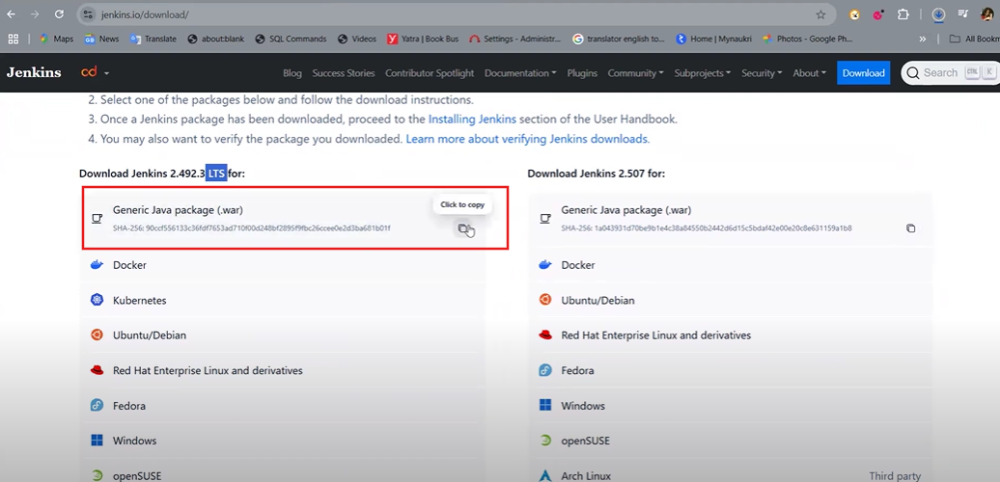 jenkins.io/download/
Maps News Translate about:blank SQL Commands Videos Yatra | Book Bus Settings - Administr... translator english to... Home | Mynaukri Photos - Google Ph... » All Bookm
Jenkins cd Blog Success Stories Contributor Spotlight Documentation Plugins Community Subprojects Security About Download Search CTRL K
2. Select one of the packages below and follow the download instructions.
3. Once a Jenkins package has been downloaded, proceed to the Installing Jenkins section of the User Handbook.
4. You may also want to verify the package you downloaded. Learn more about verifying Jenkins downloads.
Download Jenkins 2.492.3 LTS for:
Generic Java package (.war)
Click to copy
SHA-256: 90ccf556133c36fdf7653ad710f00d248bf2895f9fbc26ccee0e2d3ba681b01f
Docker
Kubernetes
Ubuntu/Debian
Red Hat Enterprise Linux and derivatives
Fedora
Windows
openSUSE
Download Jenkins 2.507 for:
Generic Java package (.war)
SHA-256: 1a043931d70be9b1e4c38a84550b2442d6d15c5bdaf42e00e20c8e631159a1b8
Docker
Ubuntu/Debian
Red Hat Enterprise Linux and derivatives
Fedora
Windows
openSUSE
Arch Linux Third party